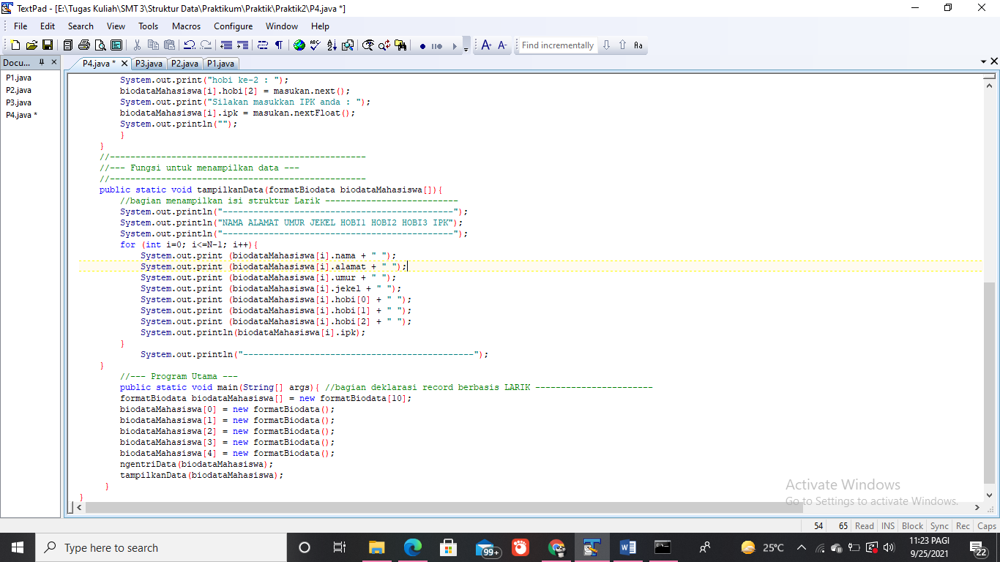 TextPad - [E:\Tugas Kuliah\SMT 3\Struktur Data\Praktikum\Praktik\Praktik2\P4.java *]
File Edit Search View Tools Macros Configure Window Help
Find incrementally
Docu...
P4.java * P3.java P2.java P1.java
P1.java
P2.java
P3.java
P4.java *
System.out.print("hobi ke-2 : ");
biodataMahasiswa[i].hobi[2] = masukan.next();
System.out.print("Silakan masukkan IPK anda : ");
biodataMahasiswa[i].ipk = masukan.nextFloat();
System.out.println("");
}
}
//--------------------------------------------------
//--- Fungsi untuk menampilkan data ---
//--------------------------------------------------
public static void tampilkanData(formatBiodata biodataMahasiswa[]){
//bagian menampilkan isi struktur Larik --------------------------
System.out.println("---------------------------------------------");
System.out.println("NAMA ALAMAT UMUR JEKEL HOBI1 HOBI2 HOBI3 IPK");
System.out.println("---------------------------------------------");
for (int i=0; i<=N-1; i++){
System.out.print (biodataMahasiswa[i].nama + " ");
System.out.print (biodataMahasiswa[i].alamat + " ");
System.out.print (biodataMahasiswa[i].umur + " ");
System.out.print (biodataMahasiswa[i].jekel + " ");
System.out.print (biodataMahasiswa[i].hobi[0] + " ");
System.out.print (biodataMahasiswa[i].hobi[1] + " ");
System.out.print (biodataMahasiswa[i].hobi[2] + " ");
System.out.println(biodataMahasiswa[i].ipk);
}
System.out.println("---------------------------------------------");
}
//--- Program Utama ---
public static void main(String[] args){ //bagian deklarasi record berbasis LARIK -----------------------
formatBiodata biodataMahasiswa[] = new formatBiodata[10];
biodataMahasiswa[0] = new formatBiodata();
biodataMahasiswa[1] = new formatBiodata();
biodataMahasiswa[2] = new formatBiodata();
biodataMahasiswa[3] = new formatBiodata();
biodataMahasiswa[4] = new formatBiodata();
ngentriData(biodataMahasiswa);
tampilkanData(biodataMahasiswa);
}
}
Activate Windows
Go to Settings to activate Windows.
54 65 Read INS Block Sync Rec Caps
Type here to search
99+
25°C
11:23 PAGI
9/25/2021
22